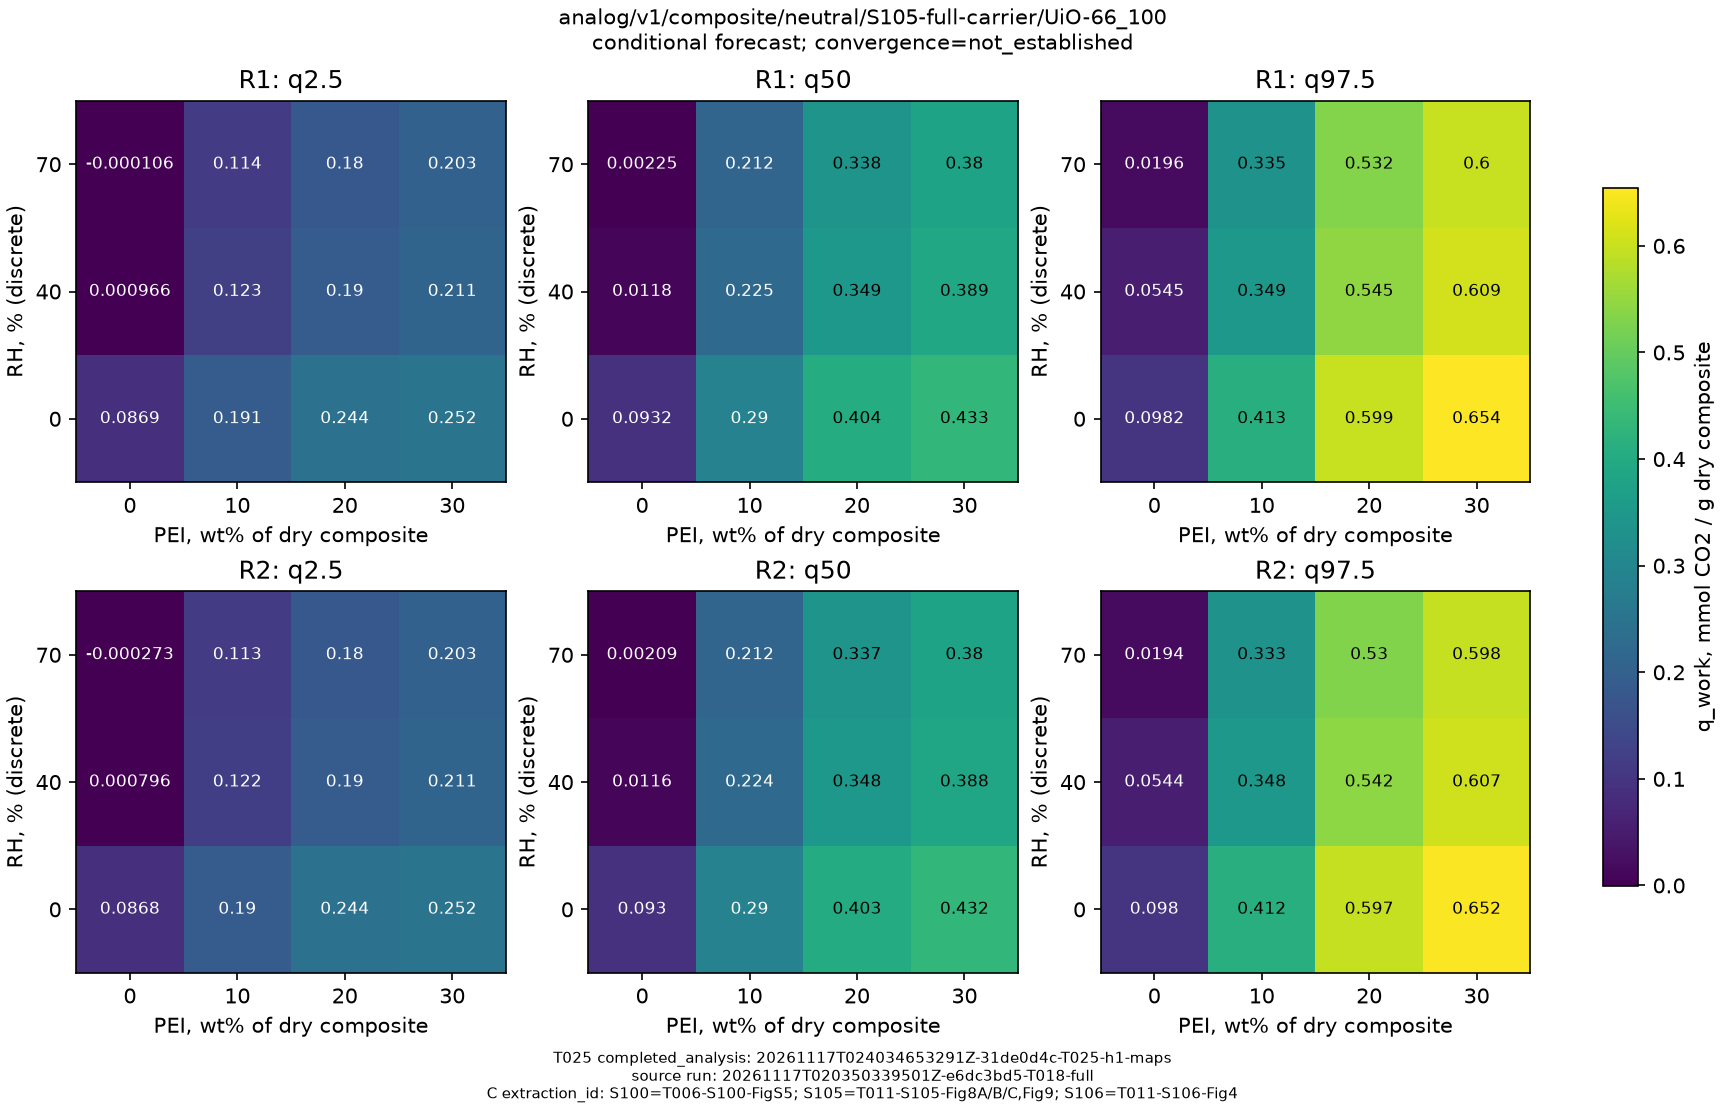 analog/v1/composite/neutral/S105-full-carrier/UiO-66_100
conditional forecast; convergence=not_established
R1: q2.5
R1: q50
R1: q97.5
RH, % (discrete)
70
-0.000106 0.114 0.18 0.203
40
0.000966 0.123 0.19 0.211
0
0.0869 0.191 0.244 0.252
0 10 20 30
PEI, wt% of dry composite
RH, % (discrete)
70
0.00225 0.212 0.338 0.38
40
0.0118 0.225 0.349 0.389
0
0.0932 0.29 0.404 0.433
0 10 20 30
PEI, wt% of dry composite
RH, % (discrete)
70
0.0196 0.335 0.532 0.6
40
0.0545 0.349 0.545 0.609
0
0.0982 0.413 0.599 0.654
0 10 20 30
PEI, wt% of dry composite
R2: q2.5
R2: q50
R2: q97.5
RH, % (discrete)
70
-0.000273 0.113 0.18 0.203
40
0.000796 0.122 0.19 0.211
0
0.0868 0.19 0.244 0.252
0 10 20 30
PEI, wt% of dry composite
RH, % (discrete)
70
0.00209 0.212 0.337 0.38
40
0.0116 0.224 0.348 0.388
0
0.093 0.29 0.403 0.432
0 10 20 30
PEI, wt% of dry composite
RH, % (discrete)
70
0.0194 0.333 0.53 0.598
40
0.0544 0.348 0.542 0.607
0
0.098 0.412 0.597 0.652
0 10 20 30
PEI, wt% of dry composite
0.6
0.5
0.4
0.3
0.2
0.1
0.0
q_work, mmol CO2 / g dry composite
T025 completed_analysis: 20261117T024034653291Z-31de0d4c-T025-h1-maps
source run: 20261117T020350339501Z-e6dc3bd5-T018-full
C extraction_id: S100=T006-S100-FigS5; S105=T011-S105-Fig8A/B/C,Fig9; S106=T011-S106-Fig4